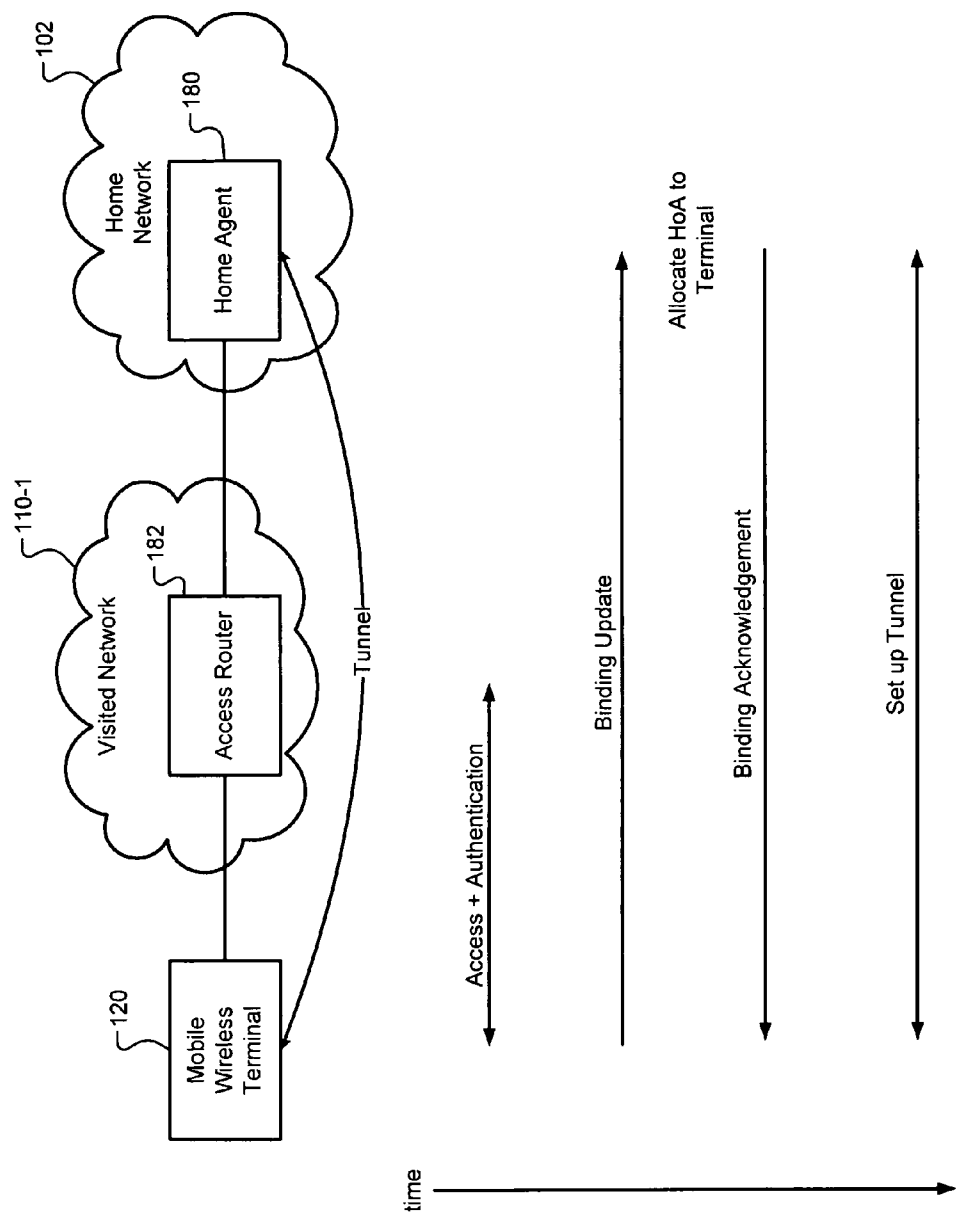 120
Mobile
Wireless
Terminal
110-1
Visited Network
182
Access Router
102
Home
Network
180
Home Agent
Tunnel
time
Access + Authentication
Binding Update
Allocate HoA to
Terminal
Binding Acknowledgement
Set up Tunnel